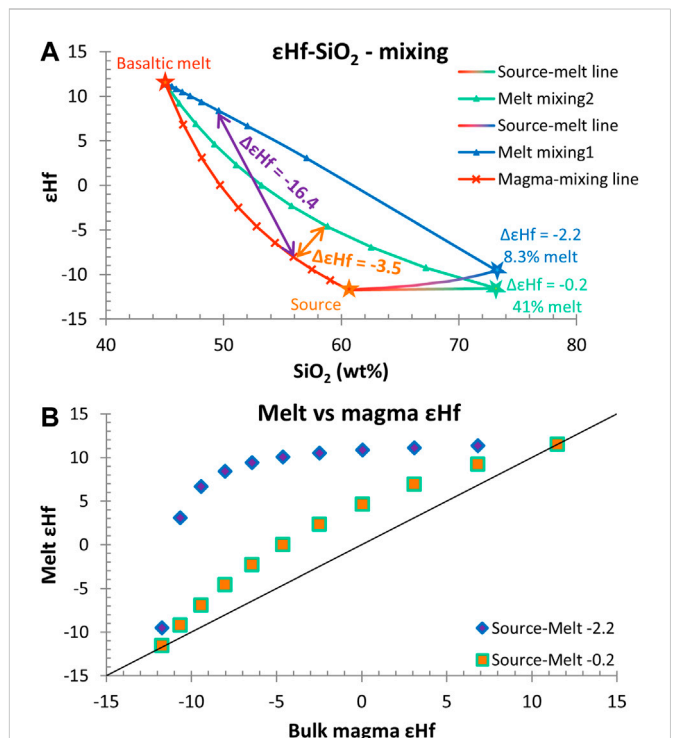 A
εHf-SiO₂ - mixing
15
10
5
0
-5
-10
-15
εHf
40
50
60
70
80
SiO₂ (wt%)
Basaltic melt
Source-melt line
Melt mixing2
Source-melt line
Melt mixing1
Magma-mixing line
ΔεHf = -16.4
ΔεHf = -3.5
ΔεHf = -2.2
8.3% melt
ΔεHf = -0.2
41% melt
Source
B
Melt vs magma εHf
15
10
5
0
-5
-10
-15
Melt εHf
Source-Melt -2.2
Source-Melt -0.2
-15
-10
-5
0
5
10
15
Bulk magma εHf